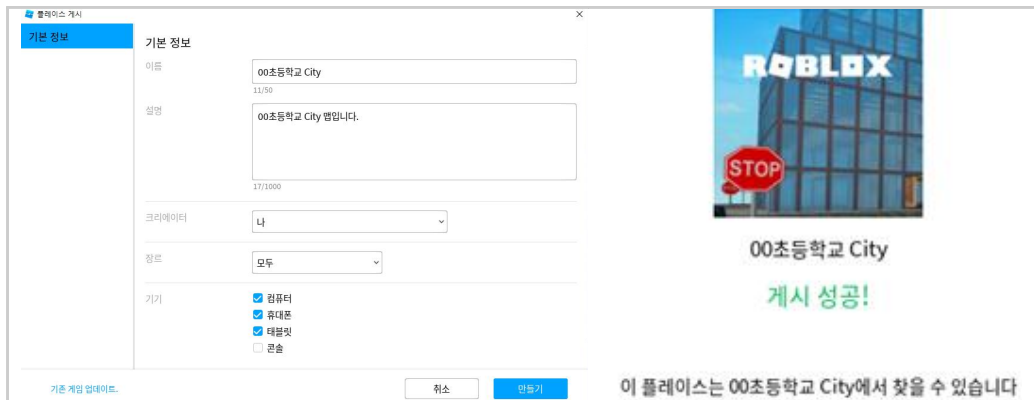 플레이스 게시
기본 정보
기본 정보
이름
00초등학교 City
11/50
설명
00초등학교 City 맵입니다.
17/1000
크리에이터
나
장르
모두
기기
컴퓨터
휴대폰
태블릿
콘솔
기존 게임 업데이트.
취소
만들기
ROBLOX
STOP
00초등학교 City
게시 성공!
이 플레이스는 00초등학교 City에서 찾을 수 있습니다